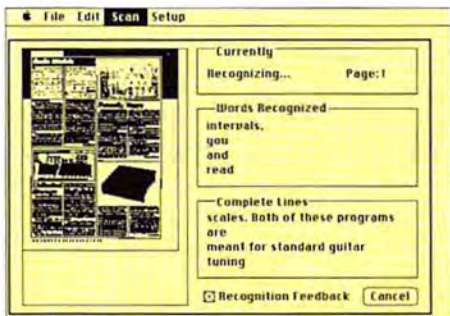 File Edit Scan Setup
Currently
Recognizing... Page:1
Words Recognized
intervals,
you
and
read
Complete Lines
scales. Both of these programs
are
meant for standard guitar
tuning
Recognition Feedback Cancel